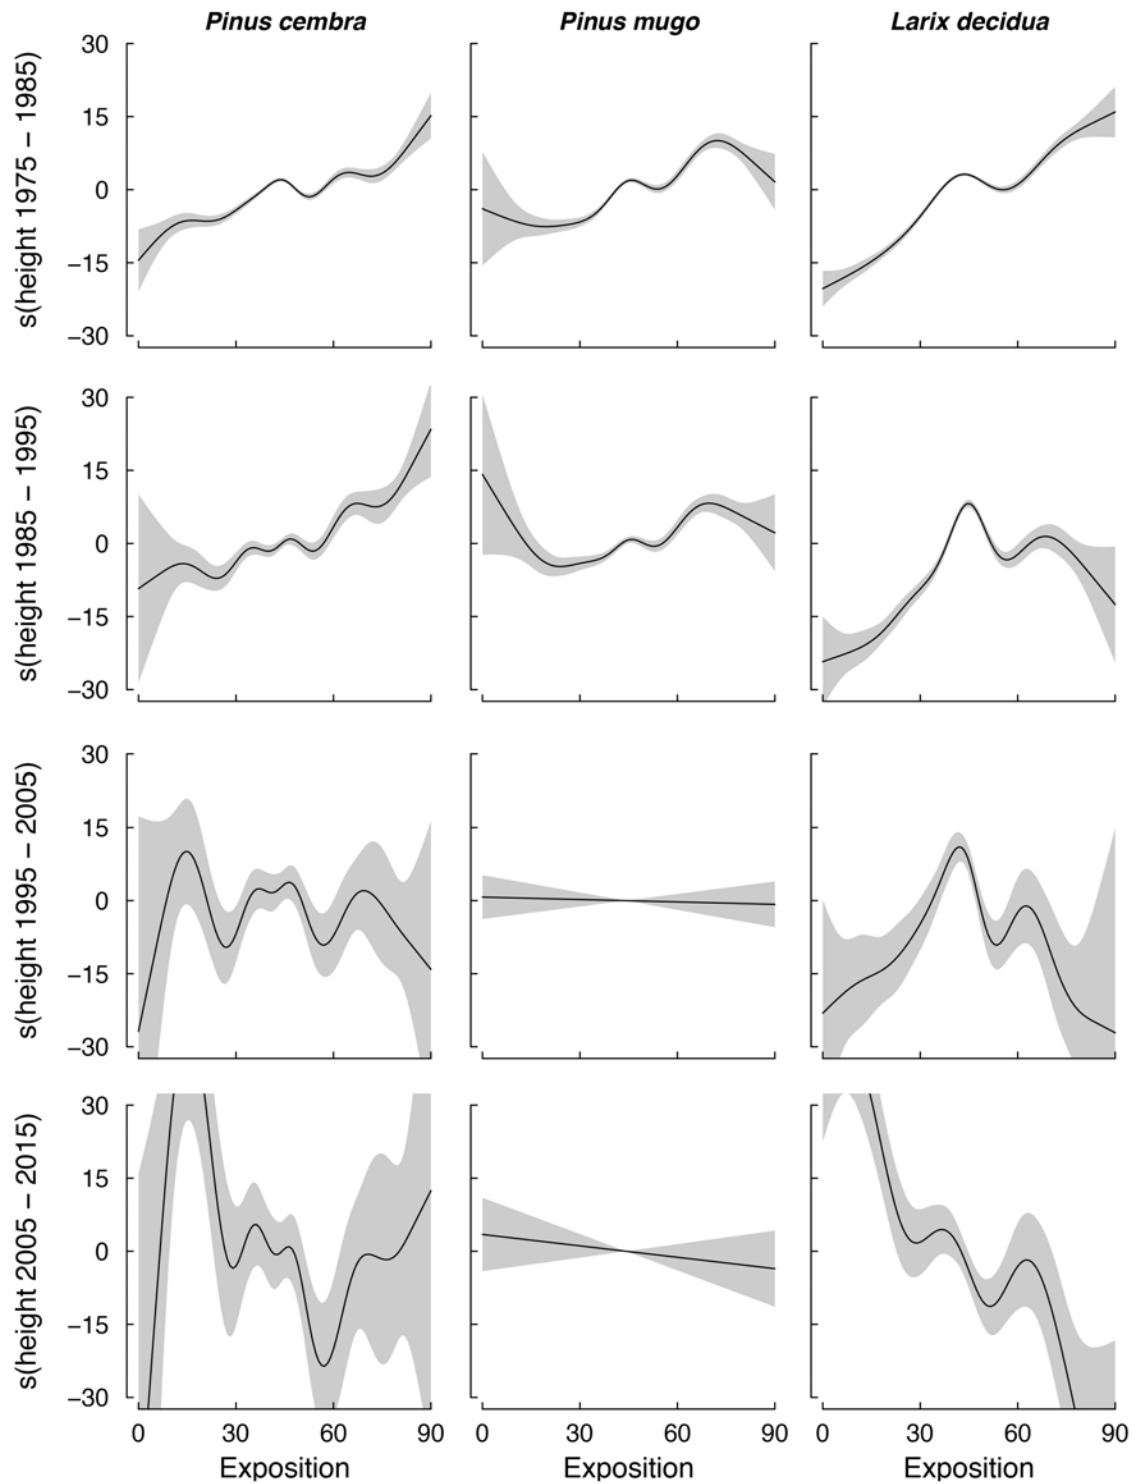 Pinus cembra Pinus mugo Larix decidua
s(height 1975 − 1985)
30
15
0
−15
−30
s(height 1985 − 1995)
30
15
0
−15
−30
s(height 1995 − 2005)
30
15
0
−15
−30
s(height 2005 − 2015)
30
15
0
−15
−30
0 30 60 90 0 30 60 90 0 30 60 90
Exposition Exposition Exposition